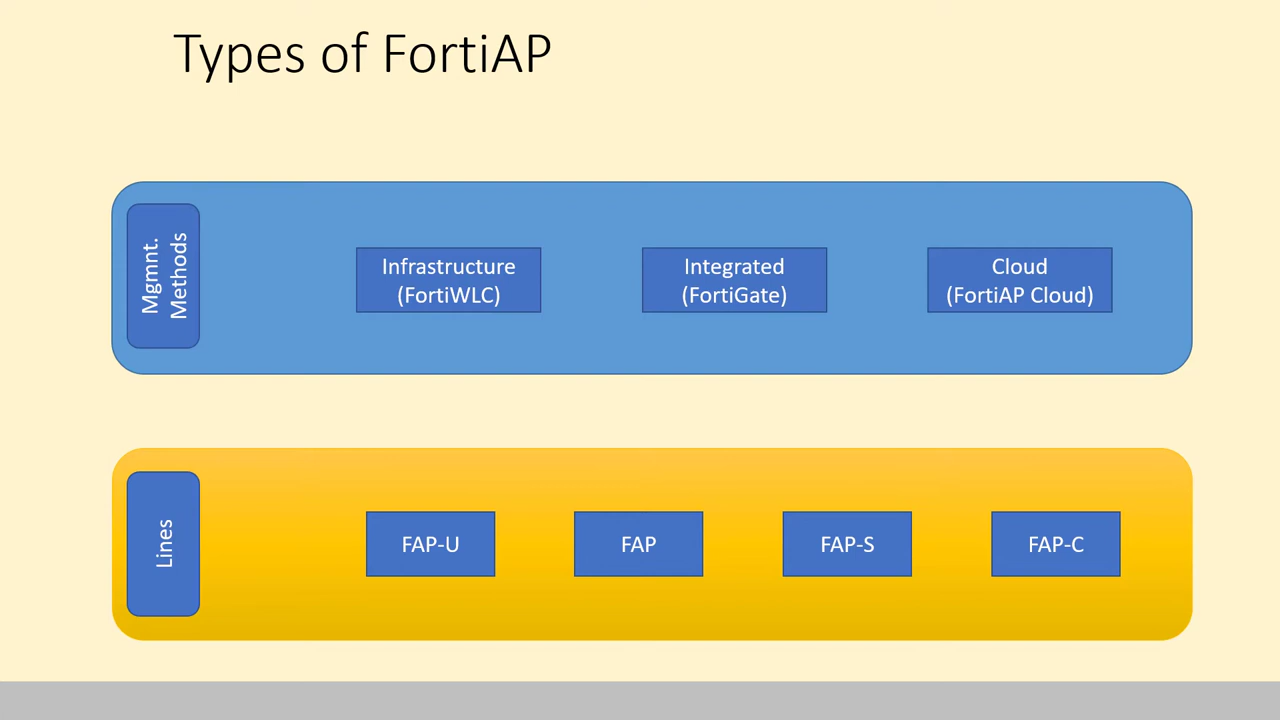 Types of FortiAP
Mgmnt.
Methods
Infrastructure
(FortiWLC)
Integrated
(FortiGate)
Cloud
(FortiAP Cloud)
Lines
FAP-U
FAP
FAP-S
FAP-C